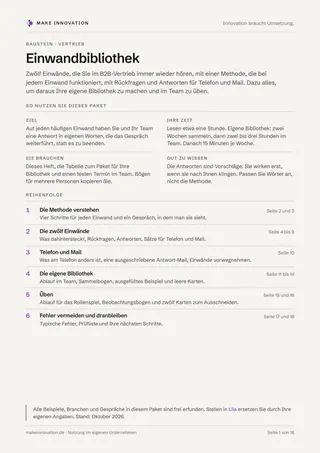 MAKE INNOVATION
Innovation braucht Umsetzung.
BAUSTEIN · VERTRIEB
Einwandbibliothek
Zwölf Einwände, die Sie im B2B-Vertrieb immer wieder hören, mit einer Methode, die bei
jedem Einwand funktioniert, mit Rückfragen und Antworten für Telefon und Mail. Dazu alles,
um daraus Ihre eigene Bibliothek zu machen und im Team zu üben.
SO NUTZEN SIE DIESES PAKET
ZIEL
Auf jeden häufigen Einwand haben Sie und Ihr Team
eine Antwort in eigenen Worten, die das Gespräch
weiterführt, statt es zu beenden.
IHRE ZEIT
Lesen etwa eine Stunde. Eigene Bibliothek: zwei
Wochen sammeln, dann zwei bis drei Stunden im
Team. Danach 15 Minuten je Woche.
SIE BRAUCHEN
Dieses Heft, die Tabelle zum Paket für Ihre
Bibliothek und einen festen Termin im Team. Bögen
für mehrere Personen kopieren Sie.
GUT ZU WISSEN
Die Antworten sind Vorschläge. Sie wirken erst,
wenn sie nach Ihnen klingen. Passen Sie Wörter an,
nicht die Methode.
REIHENFOLGE
1 Die Methode verstehen Seite 2 und 3
Vier Schritte für jeden Einwand und ein Gespräch, in dem man sie sieht.
2 Die zwölf Einwände Seite 4 bis 9
Was dahintersteckt, Rückfragen, Antworten, Sätze für Telefon und Mail.
3 Telefon und Mail Seite 10
Was am Telefon anders ist, eine ausgeschriebene Antwort-Mail, Einwände vorwegnehmen.
4 Die eigene Bibliothek Seite 11 bis 14
Ablauf im Team, Sammelbogen, ausgefülltes Beispiel und leere Karten.
5 Üben Seite 15 und 16
Ablauf für das Rollenspiel, Beobachtungsbogen und zwölf Karten zum Ausschneiden.
6 Fehler vermeiden und dranbleiben Seite 17 und 18
Typische Fehler, Prüfliste und Ihre nächsten Schritte.
Alle Beispiele, Branchen und Gespräche in diesem Paket sind frei erfunden. Stellen in Lila ersetzen Sie durch Ihre
eigenen Angaben. Stand: Oktober 2026.
makeinnovation.de · Nutzung im eigenen Unternehmen
Seite 1 von 18